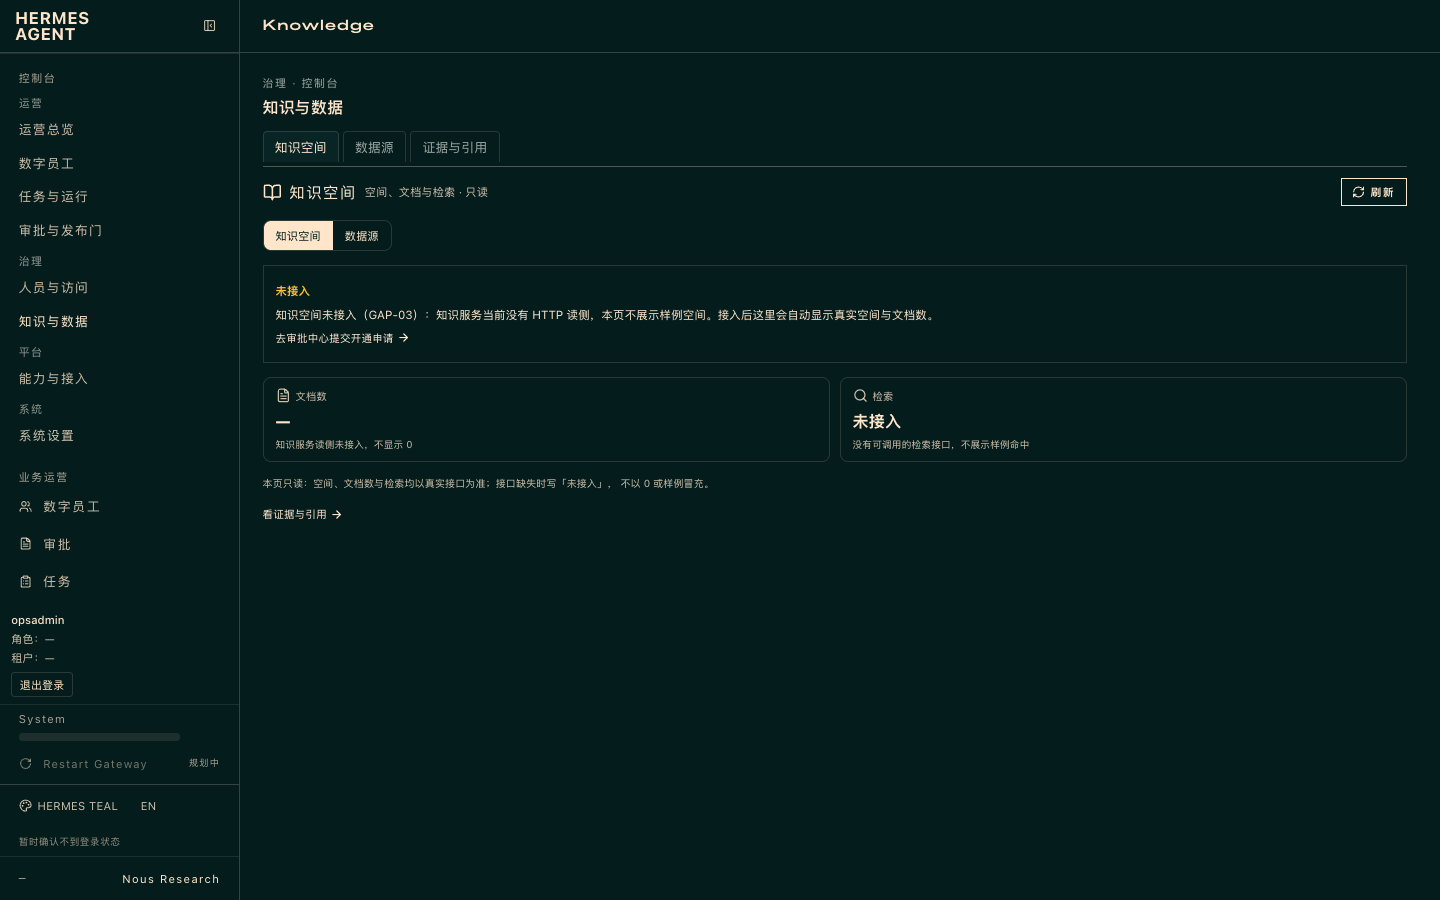 HERMES
AGENT
Knowledge
控制台
运营
运营总览
数字员工
任务与运行
审批与发布门
治理
人员与访问
知识与数据
平台
能力与接入
系统
系统设置
业务运营
数字员工
审批
任务
opsadmin
角色：—
租户：—
退出登录
System
Restart Gateway 规划中
HERMES TEAL EN
暂时确认不到登录状态
— Nous Research
治理 · 控制台
知识与数据
知识空间 数据源 证据与引用
知识空间 空间、文档与检索 · 只读 刷新
知识空间 数据源
未接入
知识空间未接入（GAP-03）：知识服务当前没有 HTTP 读侧，本页不展示样例空间。接入后这里会自动显示真实空间与文档数。
去审批中心提交开通申请 →
文档数
—
知识服务读侧未接入，不显示 0
检索
未接入
没有可调用的检索接口，不展示样例命中
本页只读：空间、文档数与检索均以真实接口为准；接口缺失时写「未接入」， 不以 0 或样例冒充。
看证据与引用 →